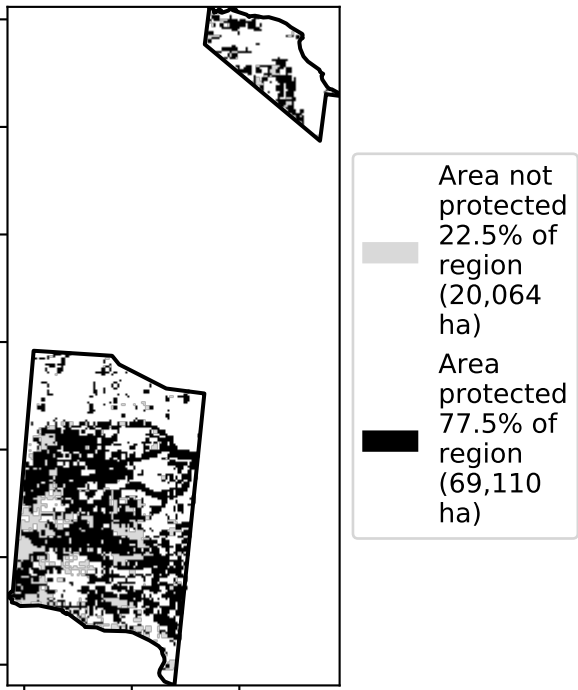 Area not
protected
22.5% of
region
(20,064
ha)
Area
protected
77.5% of
region
(69,110
ha)